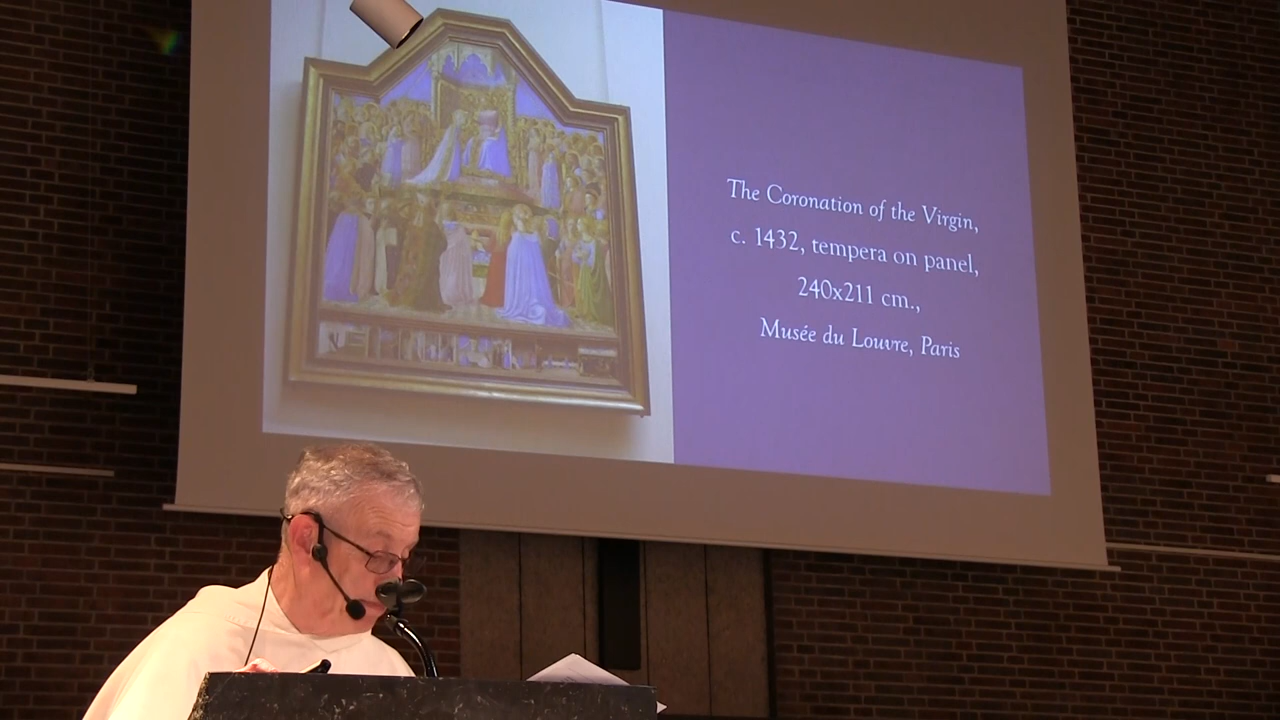 The Coronation of the Virgin,
c. 1432, tempera on panel,
240x211 cm.,
Musée du Louvre, Paris